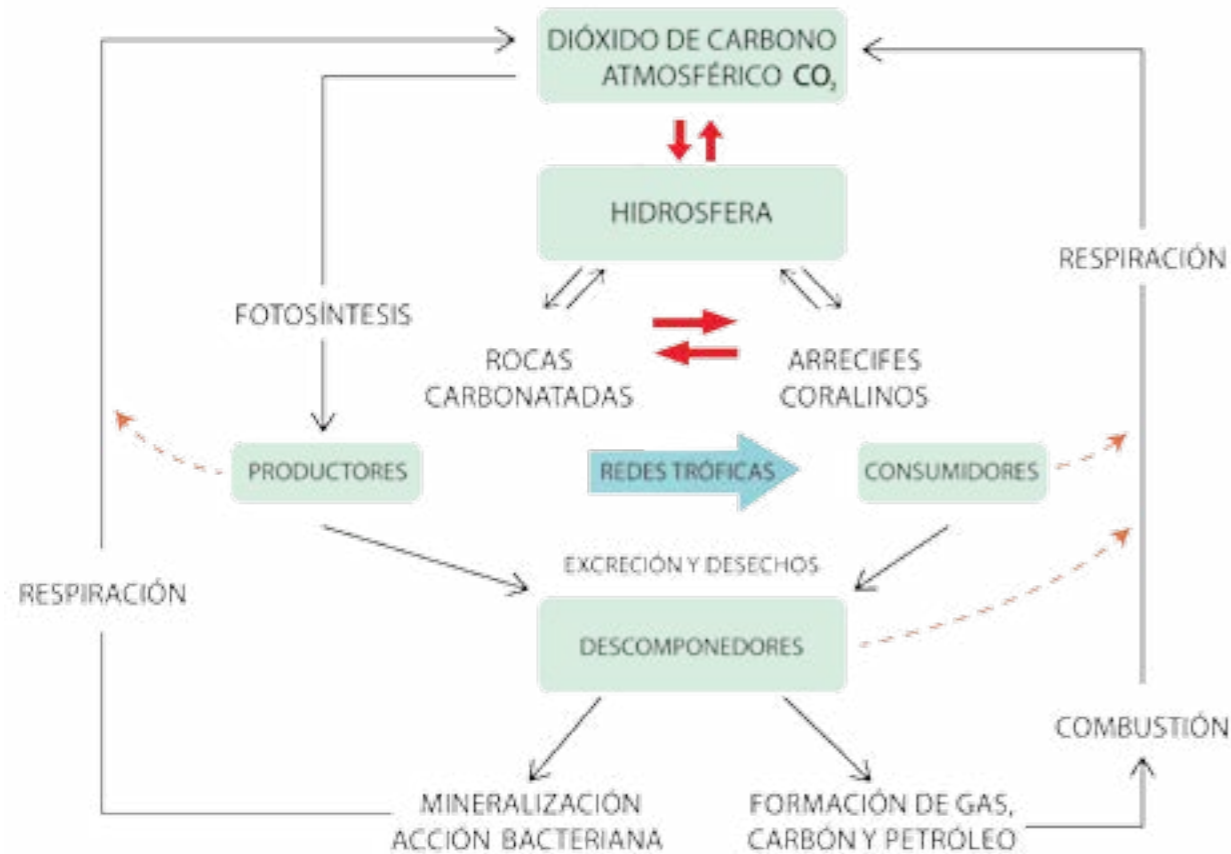 DIÓXIDO DE CARBONO
ATMOSFÉRICO CO₂
HIDROSFERA
RESPIRACIÓN
FOTOSÍNTESIS
ROCAS
CARBONATADAS
ARRECIFES
CORALINOS
PRODUCTORES
REDES TRÓFICAS
CONSUMIDORES
EXCRECIÓN Y DESECHOS
RESPIRACIÓN
DESCOMPONEDORES
COMBUSTIÓN
MINERALIZACIÓN
ACCIÓN BACTERIANA
FORMACIÓN DE GAS,
CARBÓN Y PETRÓLEO